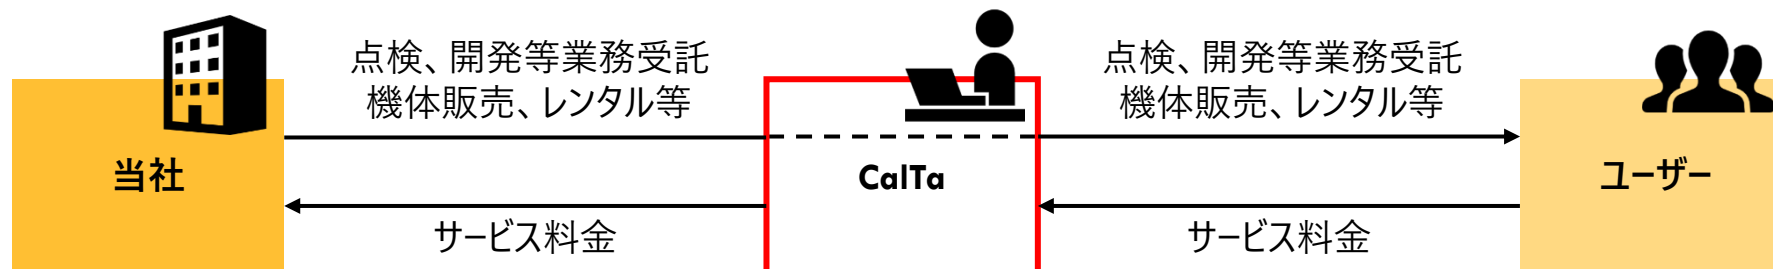 点検、開発等業務受託
機体販売、レンタル等
点検、開発等業務受託
機体販売、レンタル等
当社
CalTa
ユーザー
サービス料金
サービス料金